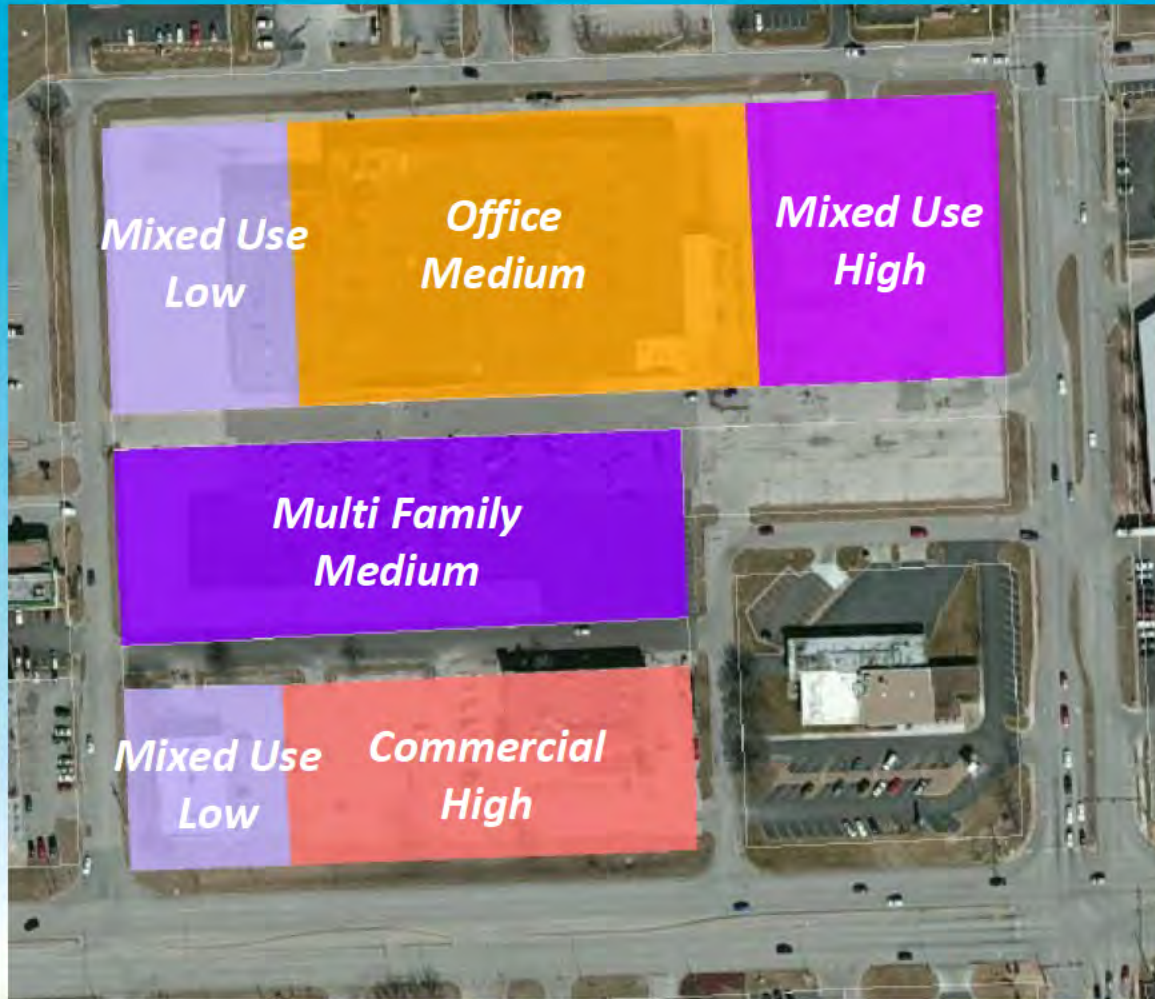 Mixed Use
Low
Office
Medium
Mixed Use
High
Multi Family
Medium
Mixed Use
Low
Commercial
High